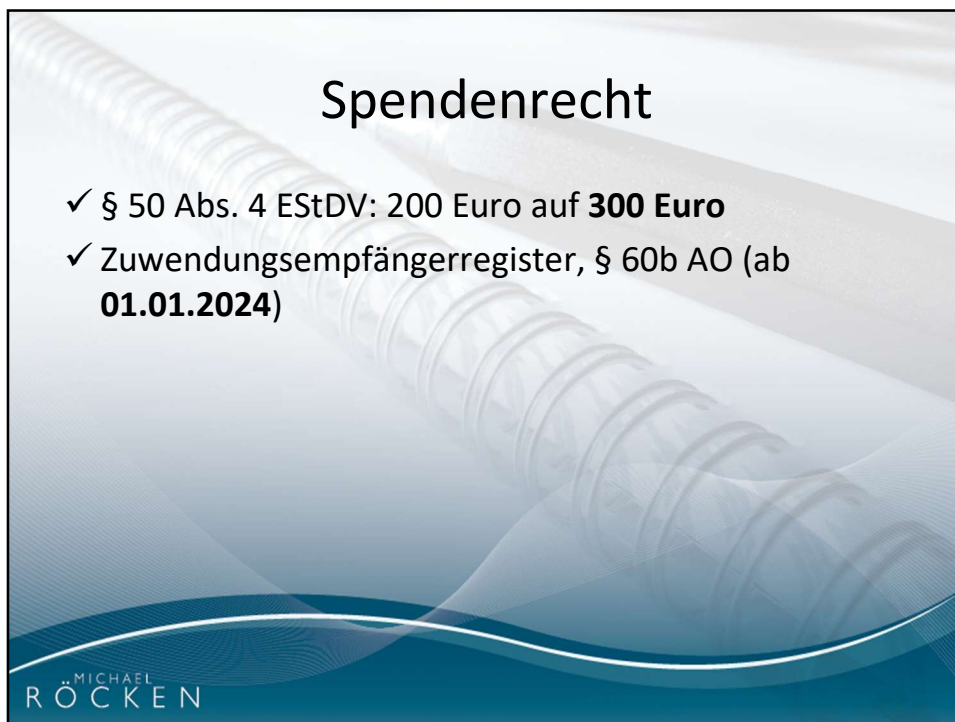 Spendenrecht
✓ § 50 Abs. 4 EStDV: 200 Euro auf 300 Euro
✓ Zuwendungsempfängerregister, § 60b AO (ab
01.01.2024)
MICHAEL
RÖCKEN